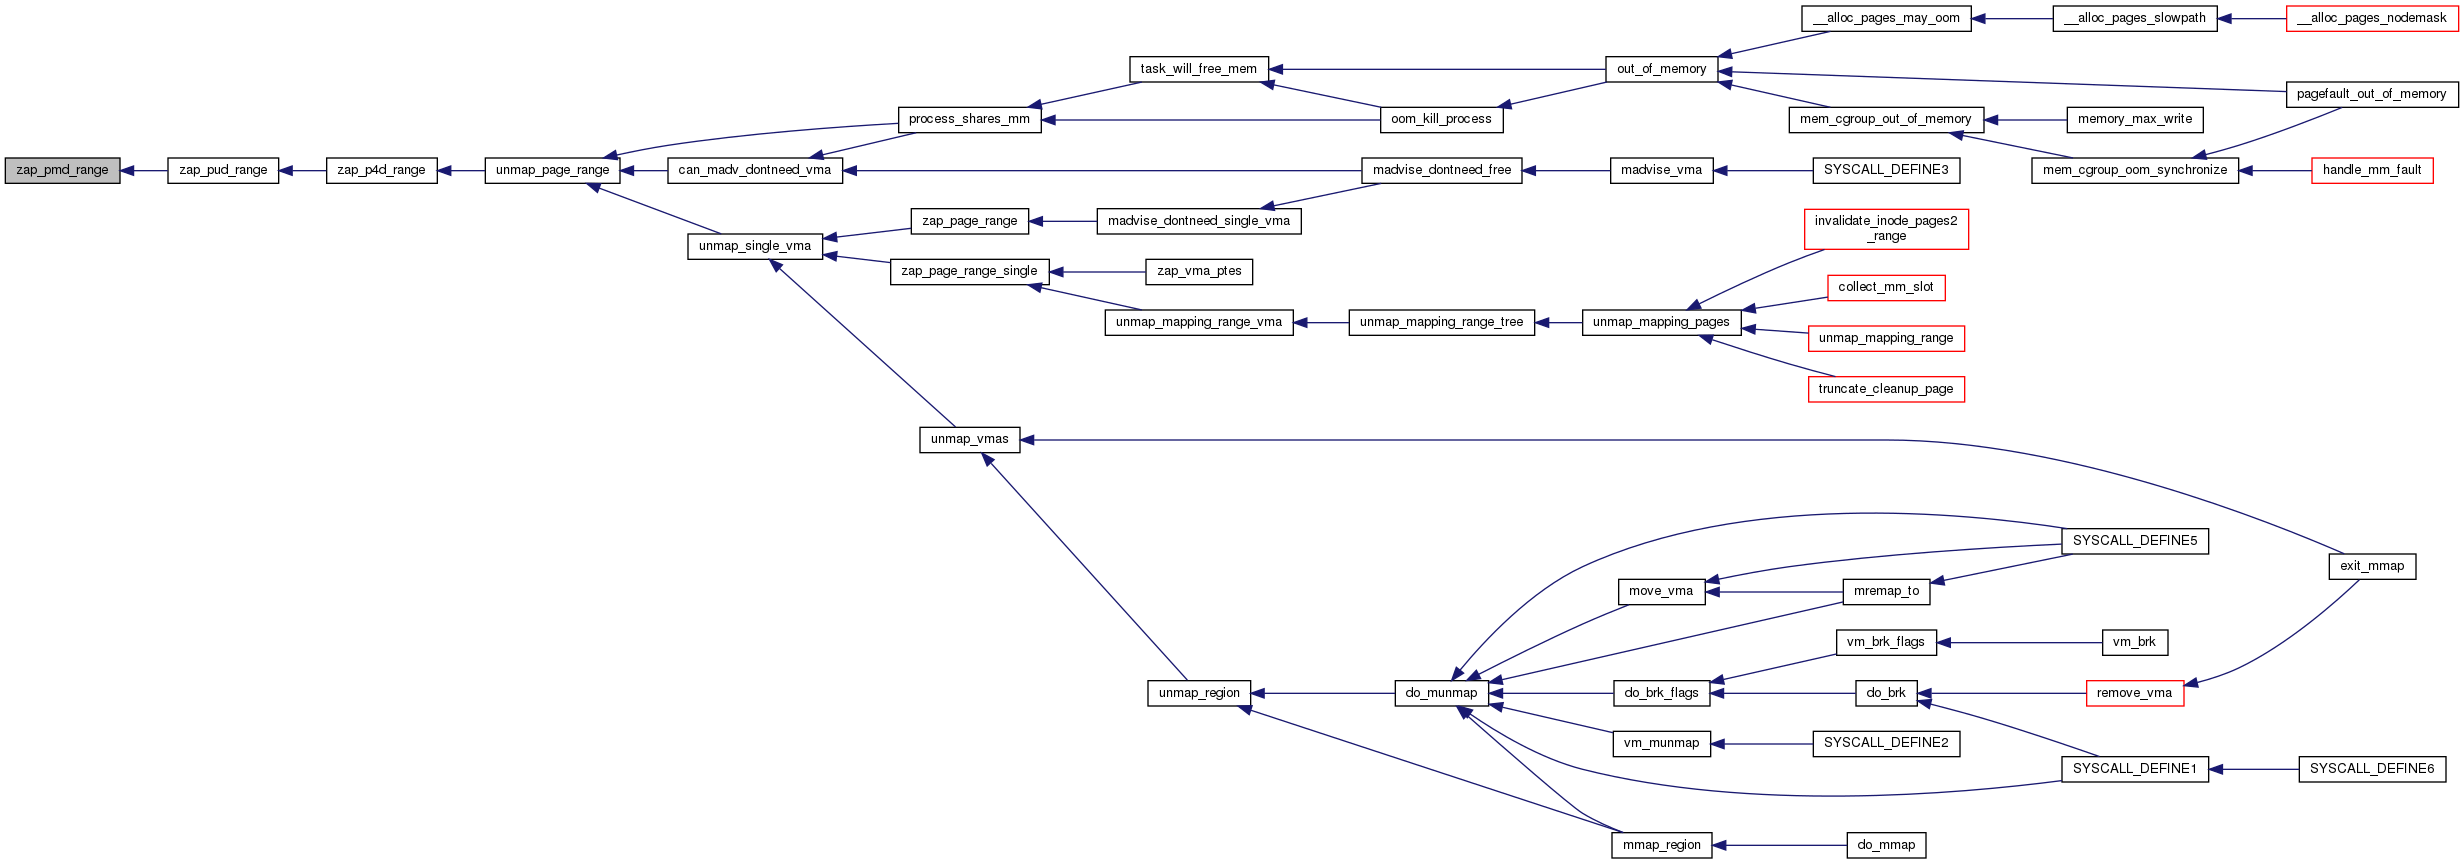 __alloc_pages_may_oom
__alloc_pages_slowpath
__alloc_pages_nodemask
task_will_free_mem
out_of_memory
pagefault_out_of_memory
process_shares_mm
oom_kill_process
mem_cgroup_out_of_memory
memory_max_write
zap_pmd_range
zap_pud_range
zap_p4d_range
unmap_page_range
can_madv_dontneed_vma
madvise_dontneed_free
madvise_vma
SYSCALL_DEFINE3
mem_cgroup_oom_synchronize
handle_mm_fault
zap_page_range
madvise_dontneed_single_vma
invalidate_inode_pages2
_range
unmap_single_vma
zap_page_range_single
zap_vma_ptes
collect_mm_slot
unmap_mapping_range_vma
unmap_mapping_range_tree
unmap_mapping_pages
unmap_mapping_range
truncate_cleanup_page
unmap_vmas
SYSCALL_DEFINE5
exit_mmap
move_vma
mremap_to
vm_brk_flags
vm_brk
unmap_region
do_munmap
do_brk_flags
do_brk
remove_vma
vm_munmap
SYSCALL_DEFINE2
SYSCALL_DEFINE1
SYSCALL_DEFINE6
mmap_region
do_mmap